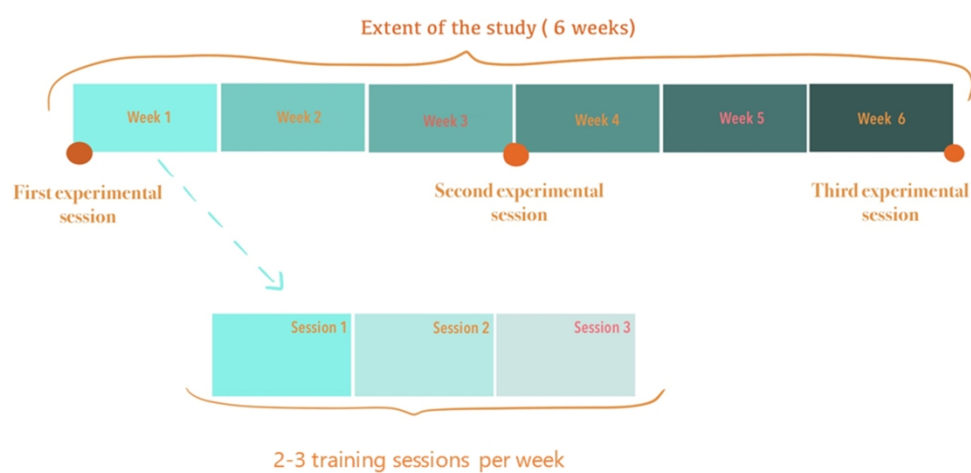 Extent of the study ( 6 weeks)
Week 1
Week 2
Week 3
Week 4
Week 5
Week 6
First experimental
session
Second experimental
session
Third experimental
session
Session 1
Session 2
Session 3
2-3 training sessions per week